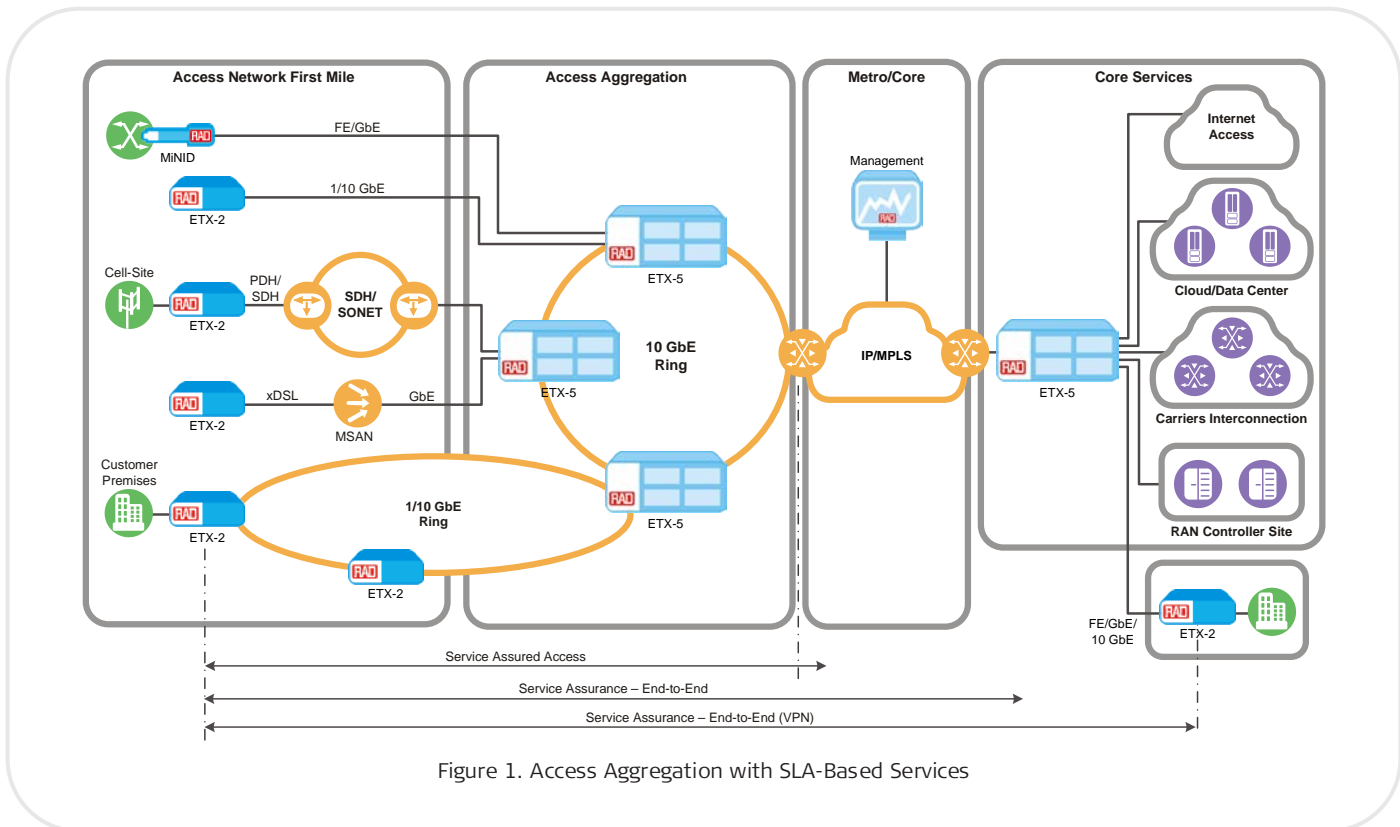 Access Network First Mile
Access Aggregation
Metro/Core
Core Services
RAD
MiNID
FE/GbE
RAD
ETX-2
1/10 GbE
Cell-Site
RAD
ETX-2
PDH/
SDH
SDH/
SONET
RAD
ETX-2
xDSL
MSAN
GbE
Customer
Premises
RAD
ETX-2
1/10 GbE
Ring
RAD
ETX-2
RAD
ETX-5
RAD
ETX-5
10 GbE
Ring
RAD
ETX-5
Management
RAD
IP/MPLS
RAD
ETX-5
Internet
Access
Cloud/Data Center
Carriers Interconnection
RAN Controller Site
FE/GbE/
10 GbE
RAD
ETX-2
Service Assured Access
Service Assurance – End-to-End
Service Assurance – End-to-End (VPN)
Figure 1. Access Aggregation with SLA-Based Services